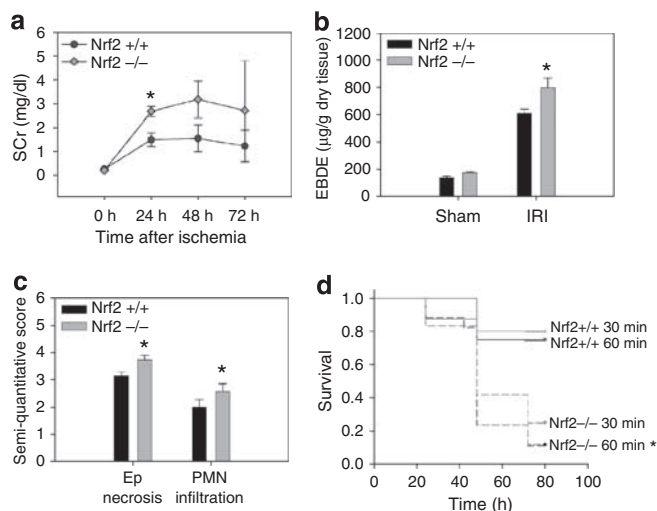 a
Nrf2 +/+
Nrf2 −/−
SCr (mg/dl)
6
5
4
3
2
1
0
*
0 h 24 h 48 h 72 h
Time after ischemia
b
Nrf2 +/+
Nrf2 −/−
EBDE (µg/g dry tissue)
1200
1000
800
600
400
200
0
*
Sham IRI
c
Nrf2 +/+
Nrf2 −/−
Semi-quantitative score
6
5
4
3
2
1
0
*
*
Ep
necrosis
PMN
infiltration
d
Survival
1.0
0.8
0.6
0.4
0.2
0.0
Nrf2+/+ 30 min
Nrf2+/+ 60 min
Nrf2−/− 30 min
Nrf2−/− 60 min *
0 20 40 60 80 100
Time (h)